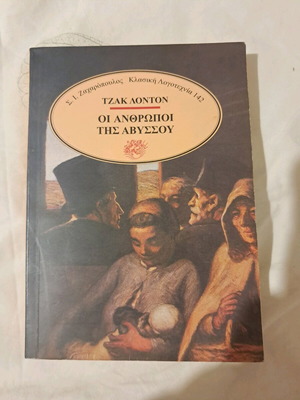 Σ. Ι. Ζαχαρόπουλος Κλασική Λογοτεχνία 142
ΤΖΑΚ ΛΟΝΤΟΝ
ΟΙ ΑΝΘΡΩΠΟΙ
ΤΗΣ ΑΒΥΣΣΟΥ